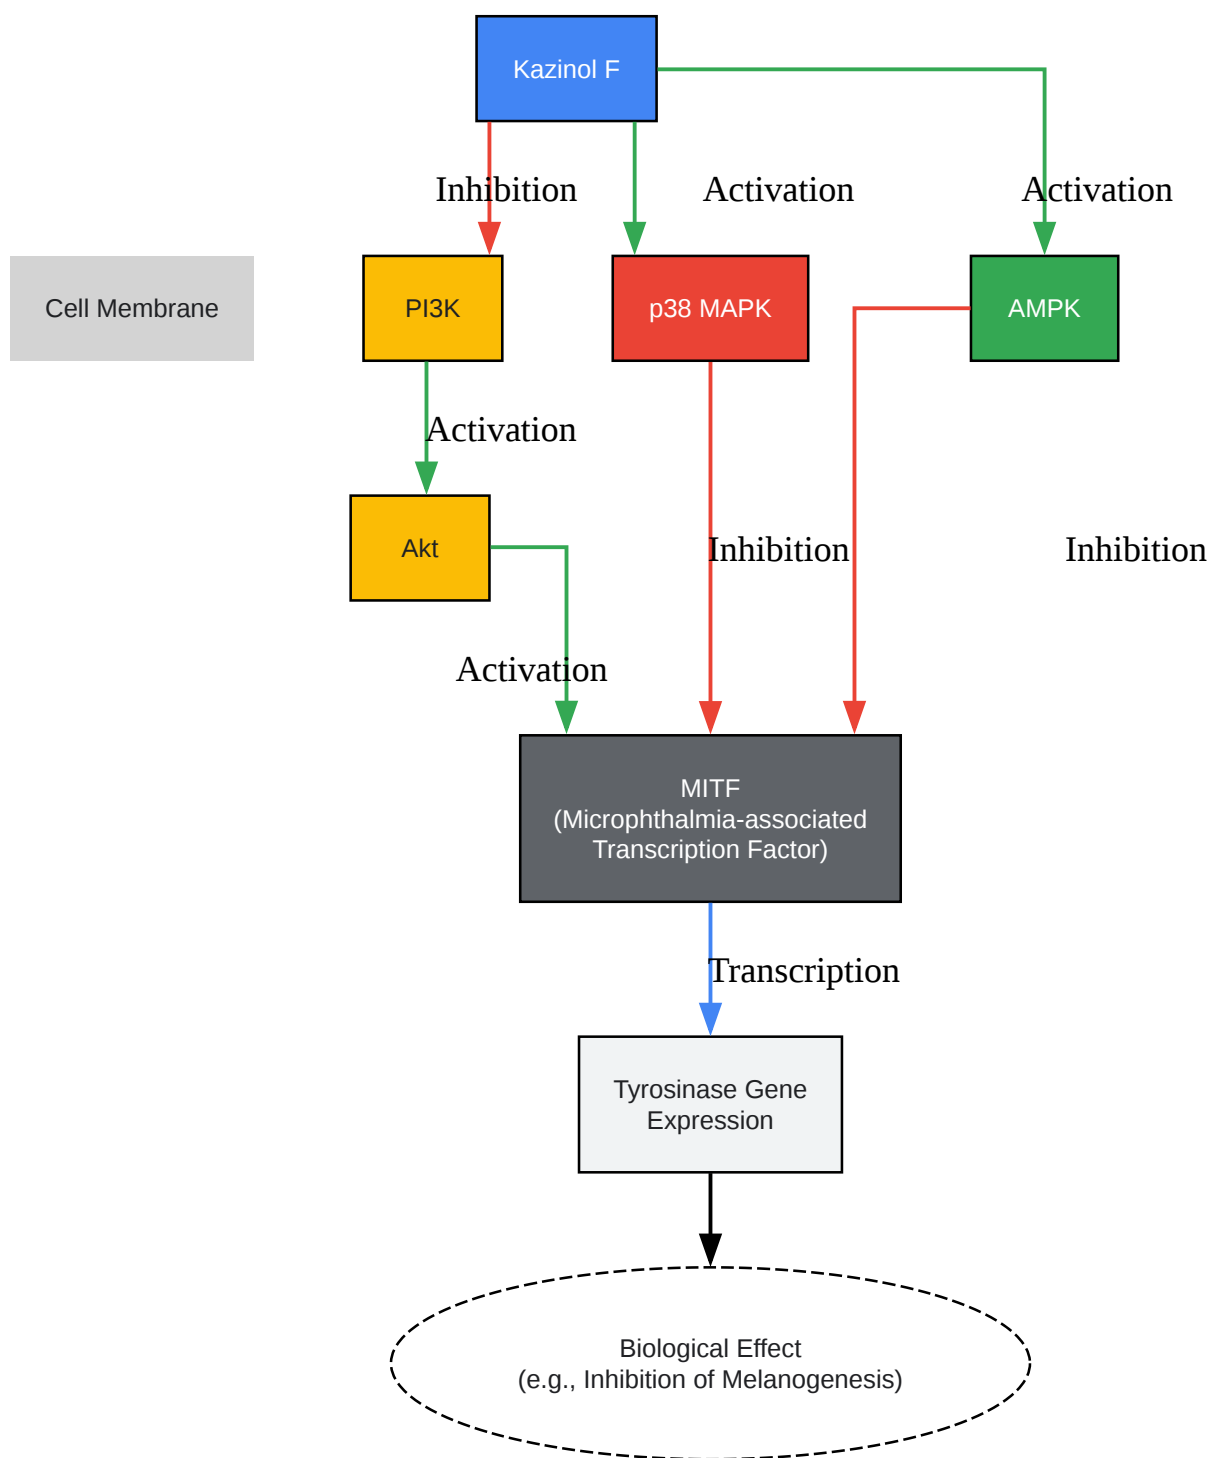 Kazinol F
Inhibition
Activation
Activation
Cell Membrane
PI3K
p38 MAPK
AMPK
Activation
Akt
Inhibition
Inhibition
Activation
MITF
(Microphthalmia-associated
Transcription Factor)
Transcription
Tyrosinase Gene
Expression
Biological Effect
(e.g., Inhibition of Melanogenesis)